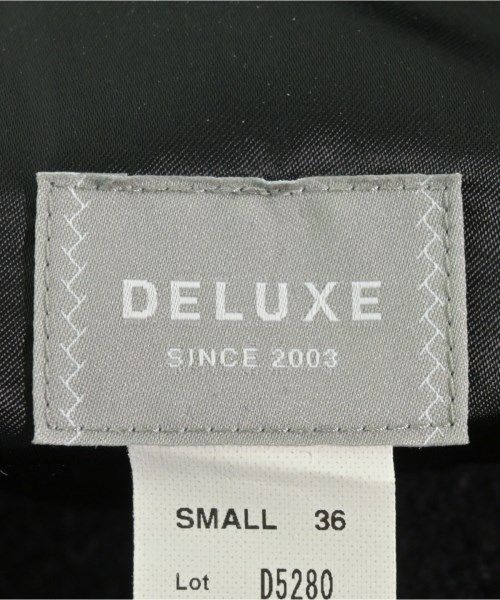 DELUXE
SINCE 2003
SMALL 36
Lot D5280